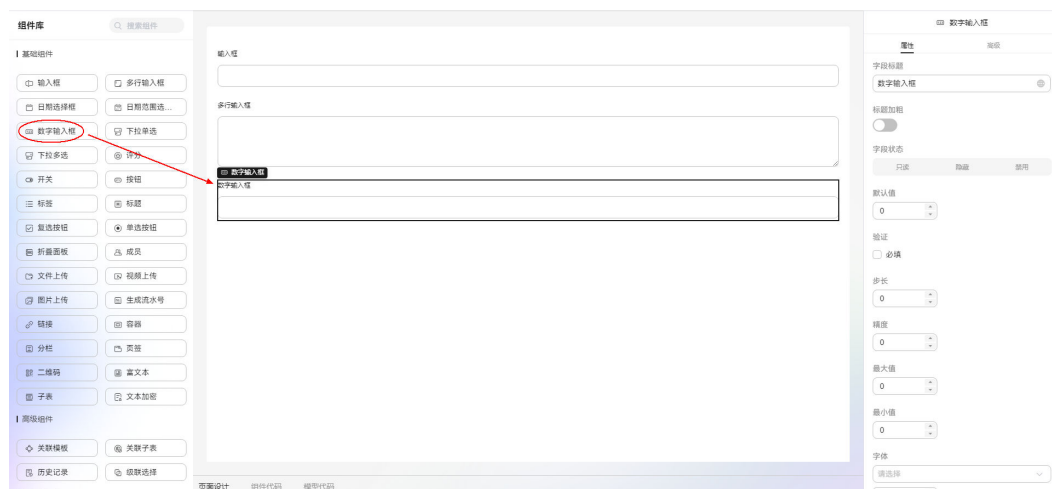 组件库
搜索组件
基础组件
输入框
多行输入框
日期选择框
日期范围选...
数字输入框
下拉单选
下拉多选
评分
开关
按钮
标签
标题
复选按钮
单选按钮
折叠面板
成员
文件上传
视频上传
图片上传
生成流水号
链接
容器
分栏
页签
二维码
富文本
子表
文本加密
高级组件
关联模板
关联子表
历史记录
级联选择
输入框
多行输入框
数字输入框
数字输入框
页面设计
组件代码
模型代码
数字输入框
属性
高级
字段标题
数字输入框
标题加粗
字段状态
只读
隐藏
禁用
默认值
0
验证
必填
步长
0
精度
0
最大值
0
最小值
0
字体
请选择